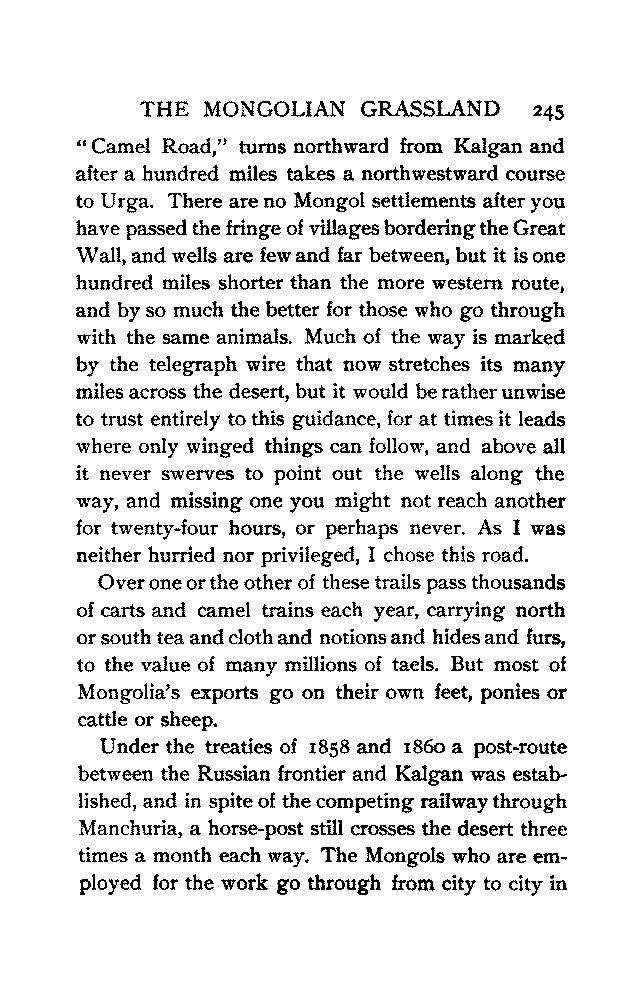 THE MONGOLIAN GRASSLAND 245
“Camel Road,” turns northward from Kalgan and
after a hundred miles takes a northwestward course
to Urga. There are no Mongol settlements after you
have passed the fringe of villages bordering the Great
Wall, and wells are few and far between, but it is one
hundred miles shorter than the more western route,
and by so much the better for those who go through
with the same animals. Much of the way is marked
by the telegraph wire that now stretches its many
miles across the desert, but it would be rather unwise
to trust entirely to this guidance, for at times it leads
where only winged things can follow, and above all
it never swerves to point out the wells along the
way, and missing one you might not reach another
for twenty-four hours, or perhaps never. As I was
neither hurried nor privileged, I chose this road.
Over one or the other of these trails pass thousands
of carts and camel trains each year, carrying north
or south tea and cloth and notions and hides and furs,
to the value of many millions of taels. But most of
Mongolia's exports go on their own feet, ponies or
cattle or sheep.
Under the treaties of 1858 and 1860 a post-route
between the Russian frontier and Kalgan was estab-
lished, and in spite of the competing railway through
Manchuria, a horse-post still crosses the desert three
times a month each way. The Mongols who are em-
ployed for the work go through from city to city in